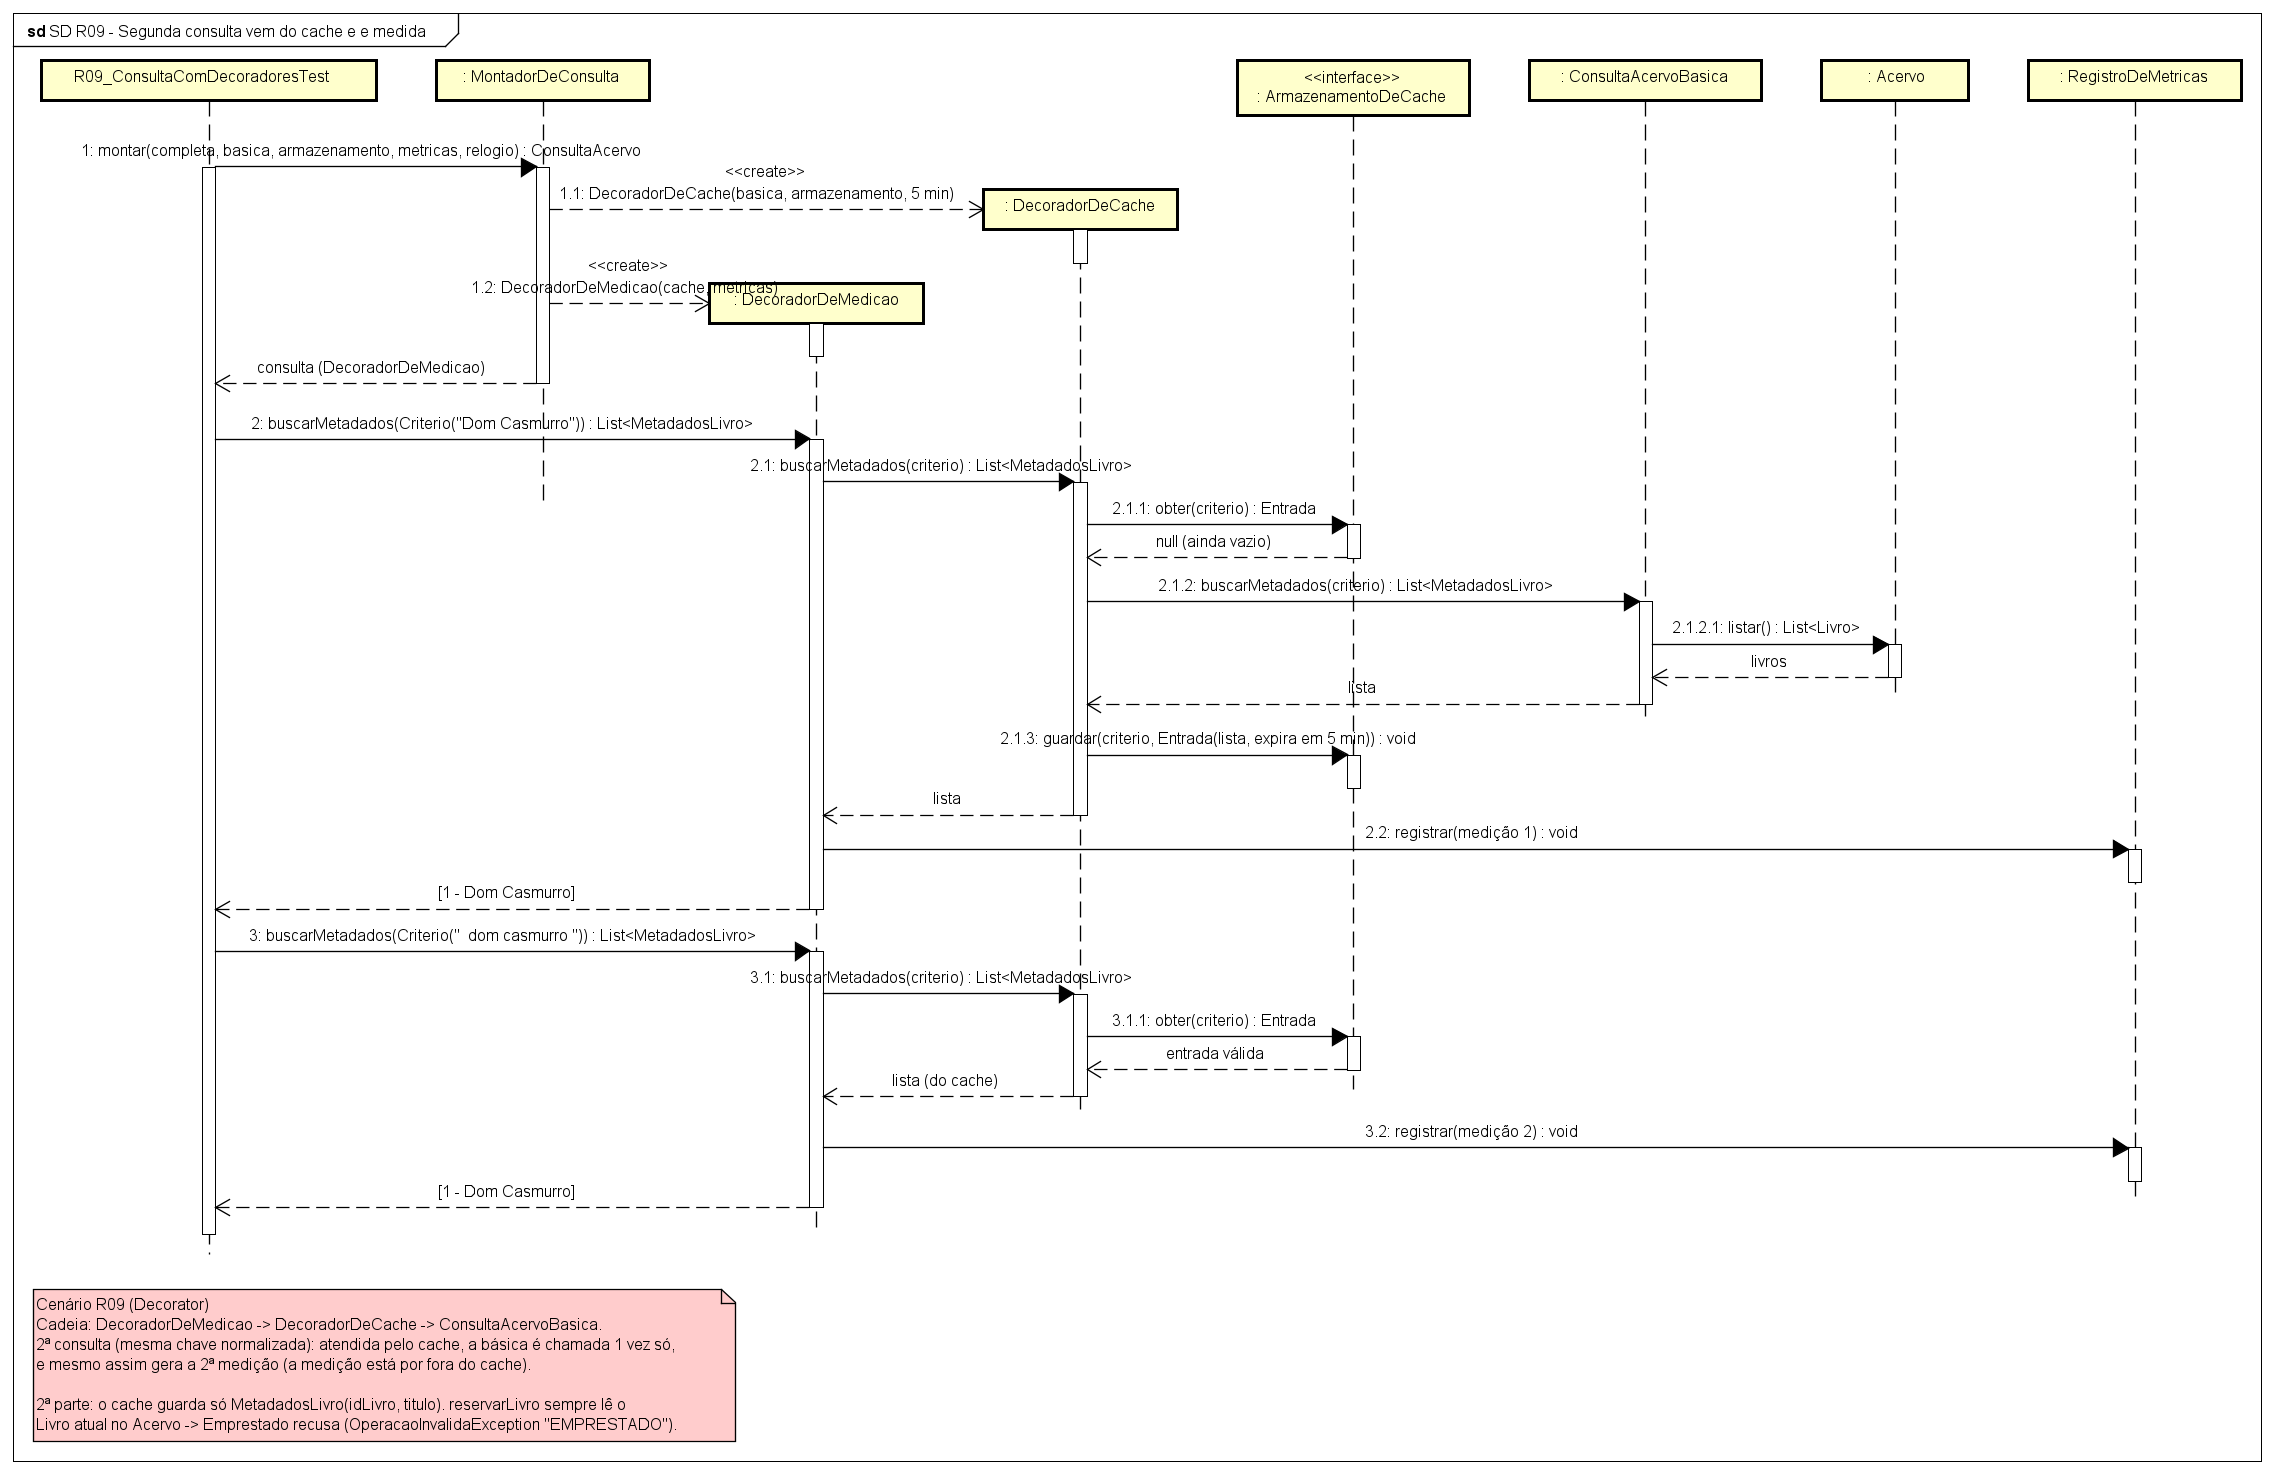 sd SD R09 - Segunda consulta vem do cache e e medida
R09_ConsultaComDecoradoresTest
: MontadorDeConsulta
<<interface>>
: ArmazenamentoDeCache
: ConsultaAcervoBasica
: Acervo
: RegistroDeMetricas
1: montar(completa, basica, armazenamento, metricas, relogio) : ConsultaAcervo
<<create>>
1.1: DecoradorDeCache(basica, armazenamento, 5 min)
: DecoradorDeCache
<<create>>
1.2: DecoradorDeMedicao(cache, metricas)
: DecoradorDeMedicao
consulta (DecoradorDeMedicao)
2: buscarMetadados(Criterio("Dom Casmurro")) : List<MetadadosLivro>
2.1: buscarMetadados(criterio) : List<MetadadosLivro>
2.1.1: obter(criterio) : Entrada
null (ainda vazio)
2.1.2: buscarMetadados(criterio) : List<MetadadosLivro>
2.1.2.1: listar() : List<Livro>
livros
lista
2.1.3: guardar(criterio, Entrada(lista, expira em 5 min)) : void
lista
2.2: registrar(medição 1) : void
[1 - Dom Casmurro]
3: buscarMetadados(Criterio("  dom casmurro ")) : List<MetadadosLivro>
3.1: buscarMetadados(criterio) : List<MetadadosLivro>
3.1.1: obter(criterio) : Entrada
entrada válida
lista (do cache)
3.2: registrar(medição 2) : void
[1 - Dom Casmurro]
Cenário R09 (Decorator)
Cadeia: DecoradorDeMedicao -> DecoradorDeCache -> ConsultaAcervoBasica.
2ª consulta (mesma chave normalizada): atendida pelo cache, a básica é chamada 1 vez só,
e mesmo assim gera a 2ª medição (a medição está por fora do cache).
2ª parte: o cache guarda só MetadadosLivro(idLivro, titulo). reservarLivro sempre lê o
Livro atual no Acervo -> Emprestado recusa (OperacaoInvalidaException "EMPRESTADO").